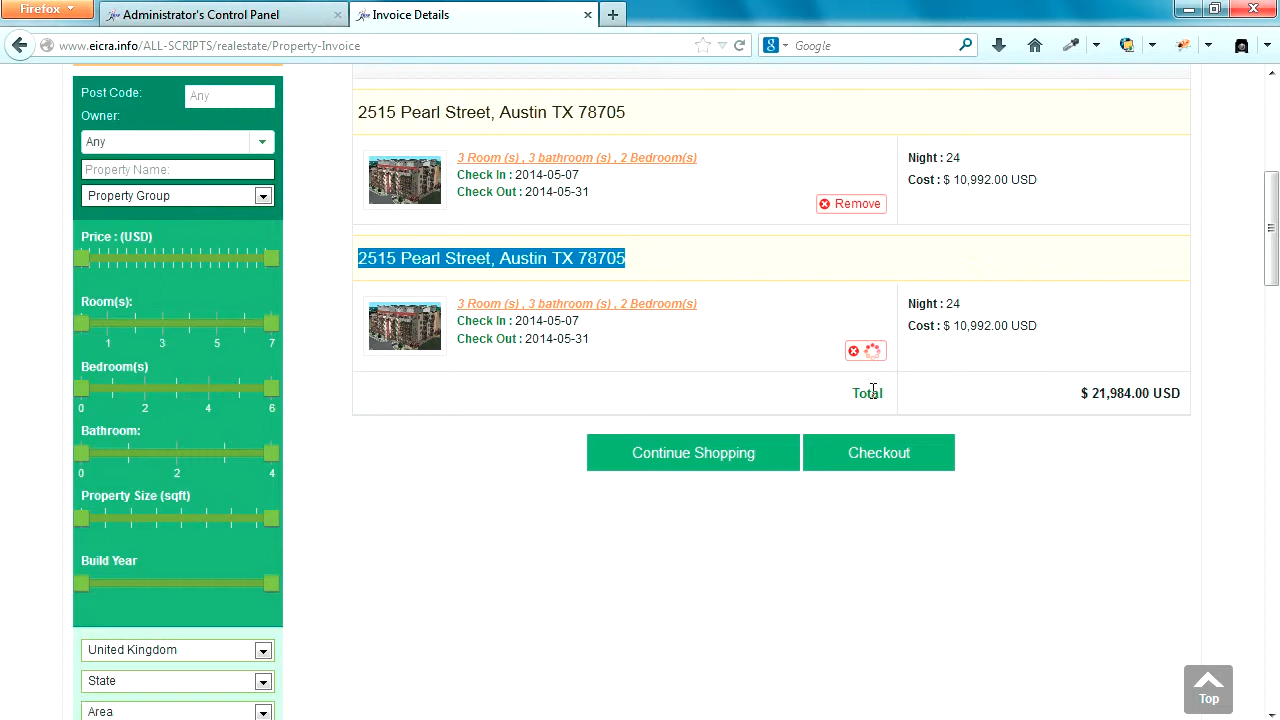 Firefox
Administrator's Control Panel
Invoice Details
www.eicra.info/ALL-SCRIPTS/realestate/Property-Invoice
Google
Post Code:
Any
Owner:
Any
Property Name:
Property Group
Price : (USD)
Room(s):
1 3 5 7
Bedroom(s)
0 2 4 6
Bathroom:
0 2 4
Property Size (sqft)
Build Year
United Kingdom
State
Area
2515 Pearl Street, Austin TX 78705
3 Room (s) , 3 bathroom (s) , 2 Bedroom(s)
Check In : 2014-05-07
Check Out : 2014-05-31
Remove
Night : 24
Cost : $ 10,992.00 USD
2515 Pearl Street, Austin TX 78705
3 Room (s) , 3 bathroom (s) , 2 Bedroom(s)
Check In : 2014-05-07
Check Out : 2014-05-31
Night : 24
Cost : $ 10,992.00 USD
Total
$ 21,984.00 USD
Continue Shopping
Checkout
Top